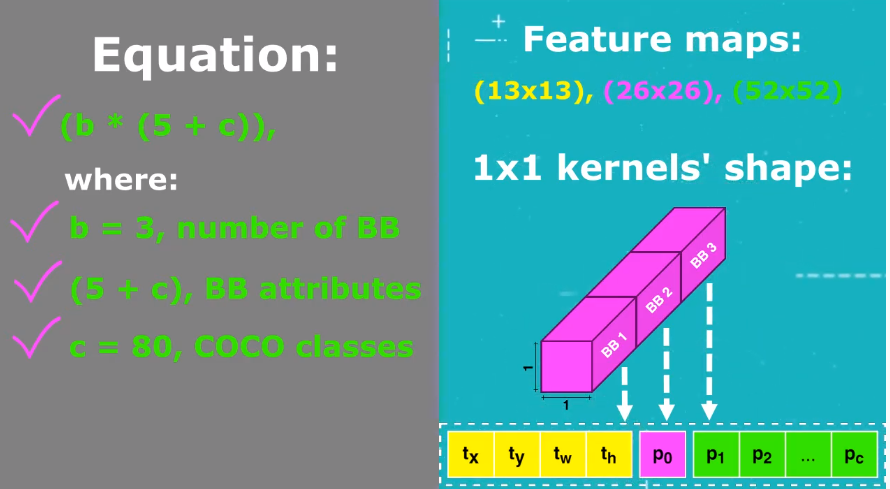 Equation:
(b * (5 + c)),
where:
b = 3, number of BB
(5 + c), BB attributes
c = 80, COCO classes
Feature maps:
(13x13), (26x26), (52x52)
1x1 kernels' shape:
BB 1
BB 2
BB 3
1
1
tx ty tw th p0 p1 p2 ... pc